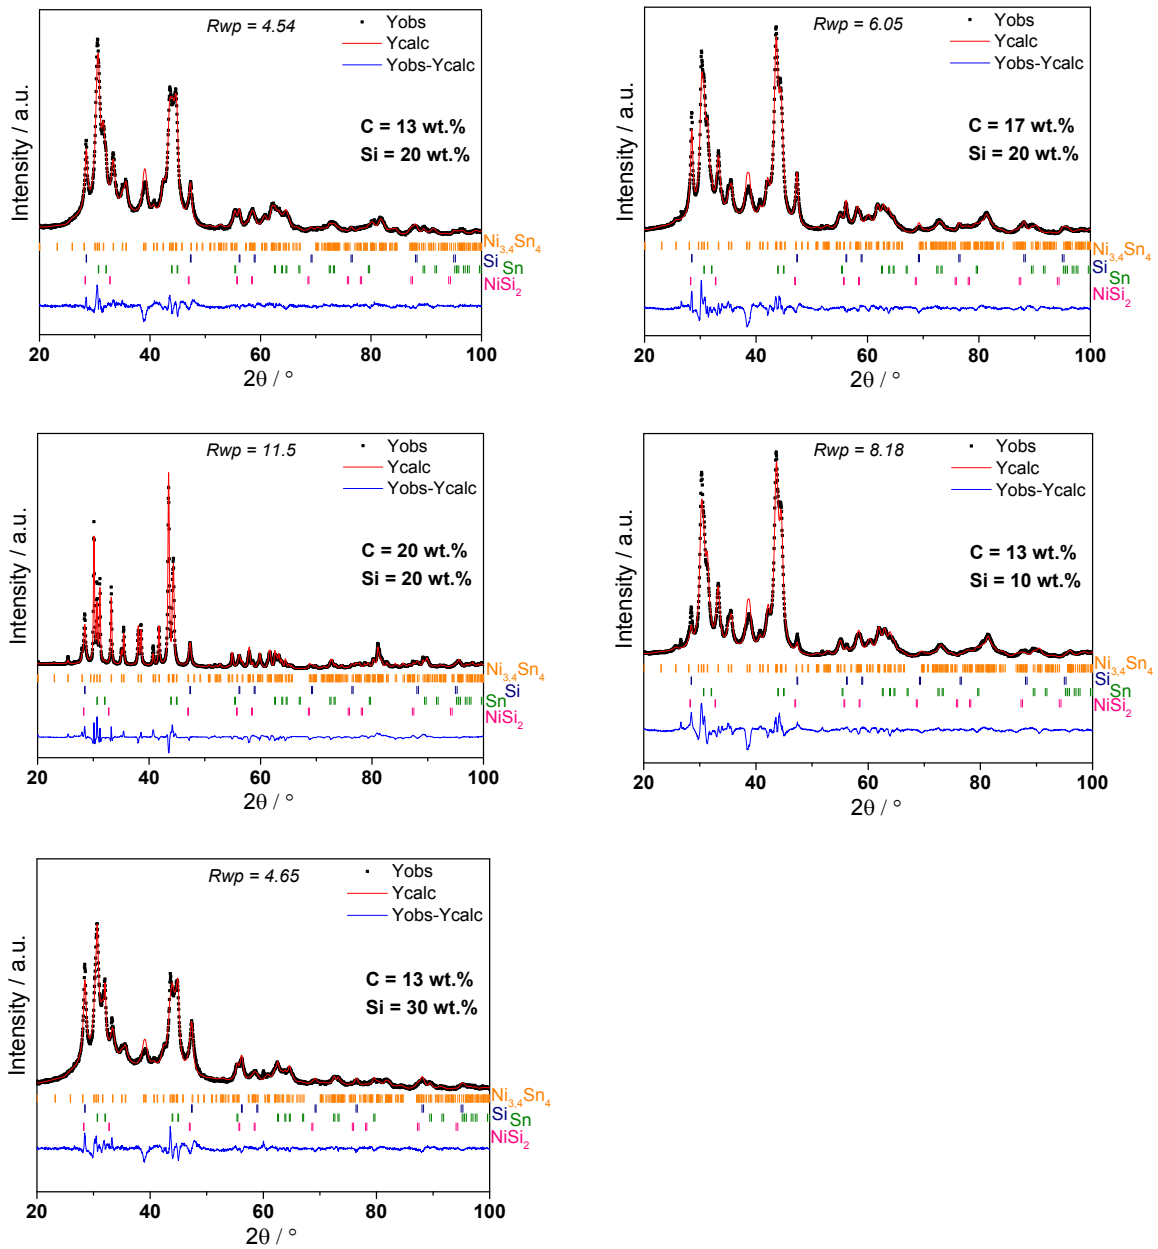 Rwp = 4.54
Yobs
Ycalc
Yobs-Ycalc
C = 13 wt.%
Si = 20 wt.%
Intensity / a.u.
Ni3,4Sn4
Si
Sn
NiSi2
20 40 60 80 100
2θ / °
Rwp = 6.05
Yobs
Ycalc
Yobs-Ycalc
C = 17 wt.%
Si = 20 wt.%
Intensity / a.u.
Ni3,4Sn4
Si
Sn
NiSi2
20 40 60 80 100
2θ / °
Rwp = 11.5
Yobs
Ycalc
Yobs-Ycalc
C = 20 wt.%
Si = 20 wt.%
Intensity / a.u.
Ni3,4Sn4
Si
Sn
NiSi2
20 40 60 80 100
2θ / °
Rwp = 8.18
Yobs
Ycalc
Yobs-Ycalc
C = 13 wt.%
Si = 10 wt.%
Intensity / a.u.
Ni3,4Sn4
Si
Sn
NiSi2
20 40 60 80 100
2θ / °
Rwp = 4.65
Yobs
Ycalc
Yobs-Ycalc
C = 13 wt.%
Si = 30 wt.%
Intensity / a.u.
Ni3,4Sn4
Si
Sn
NiSi2
20 40 60 80 100
2θ / °